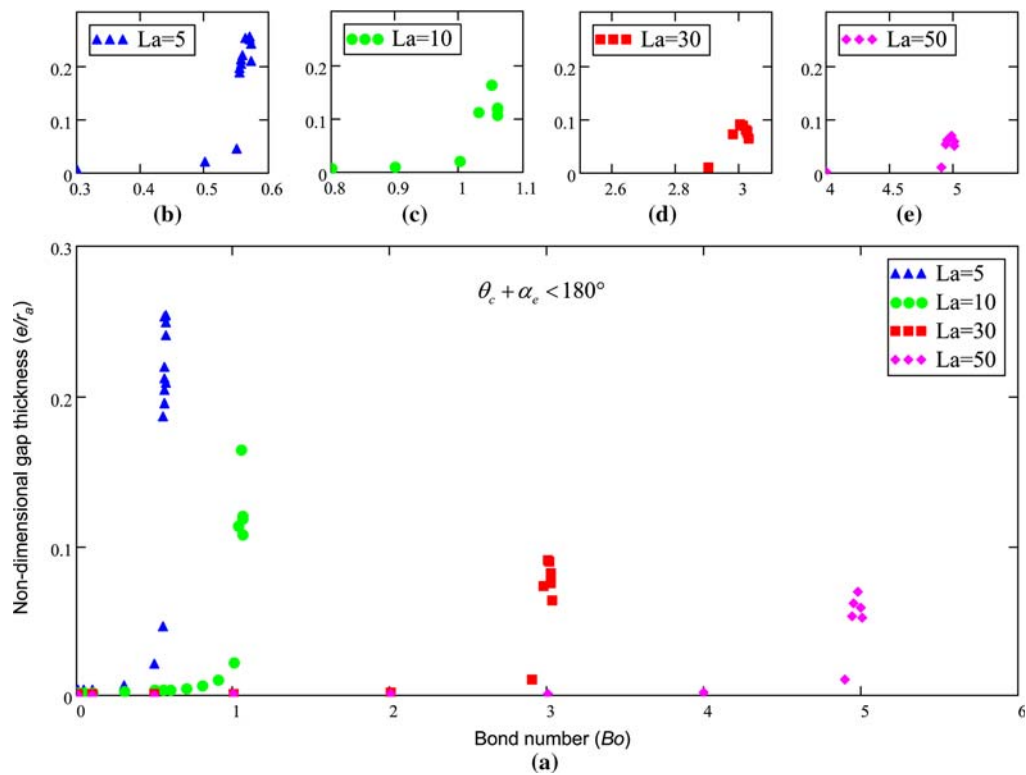 La=5
0.2
0.1
0
0.3
0.4
0.5
0.6
(b)
La=10
0.2
0.1
0
0.8
0.9
1
1.1
(c)
La=30
0.2
0.1
0
2.6
2.8
3
(d)
La=50
0.2
0.1
0
4
4.5
5
(e)
Non-dimensional gap thickness (e/rₐ)
0.3
0.2
0.1
0
θ_c + α_e < 180°
La=5
La=10
La=30
La=50
0
1
2
3
4
5
6
Bond number (Bo)
(a)